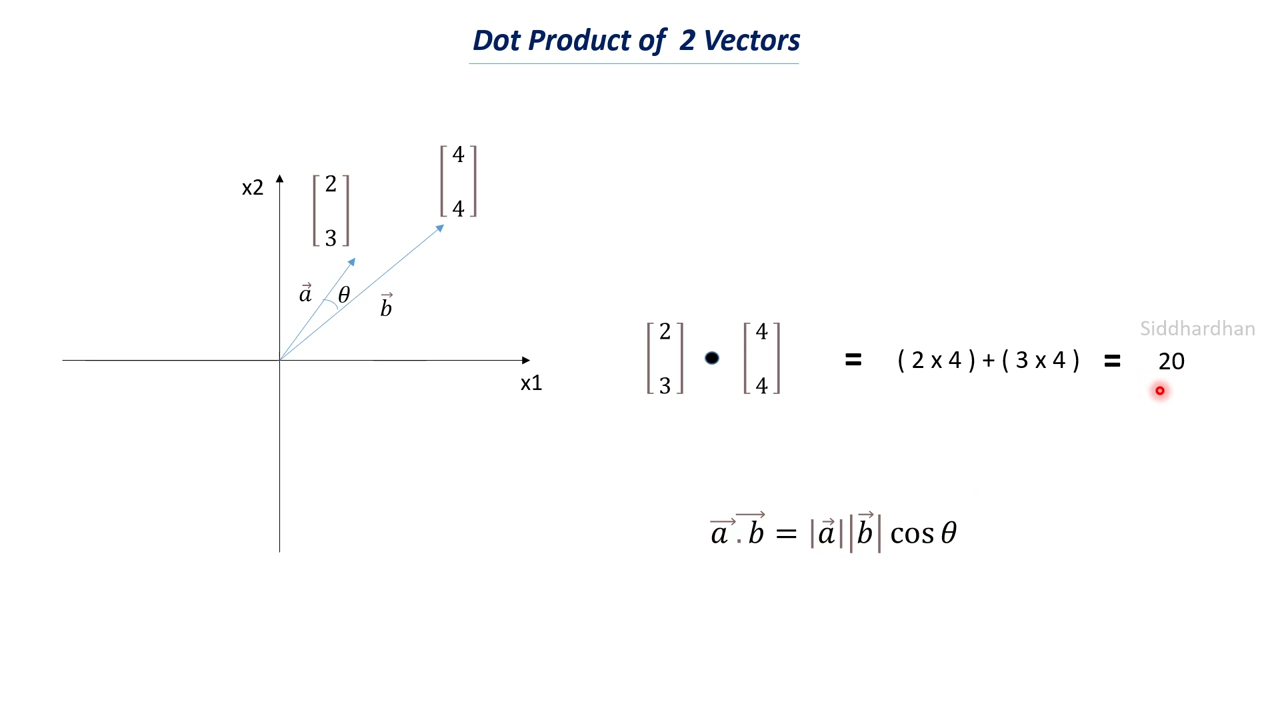 Dot Product of 2 Vectors
x2
[2 3]
[4 4]
a⃗
θ
b⃗
x1
Siddhardhan
[2 3] • [4 4] = ( 2 x 4 ) + ( 3 x 4 ) = 20
a⃗ . b⃗ = |a⃗||b⃗| cos θ